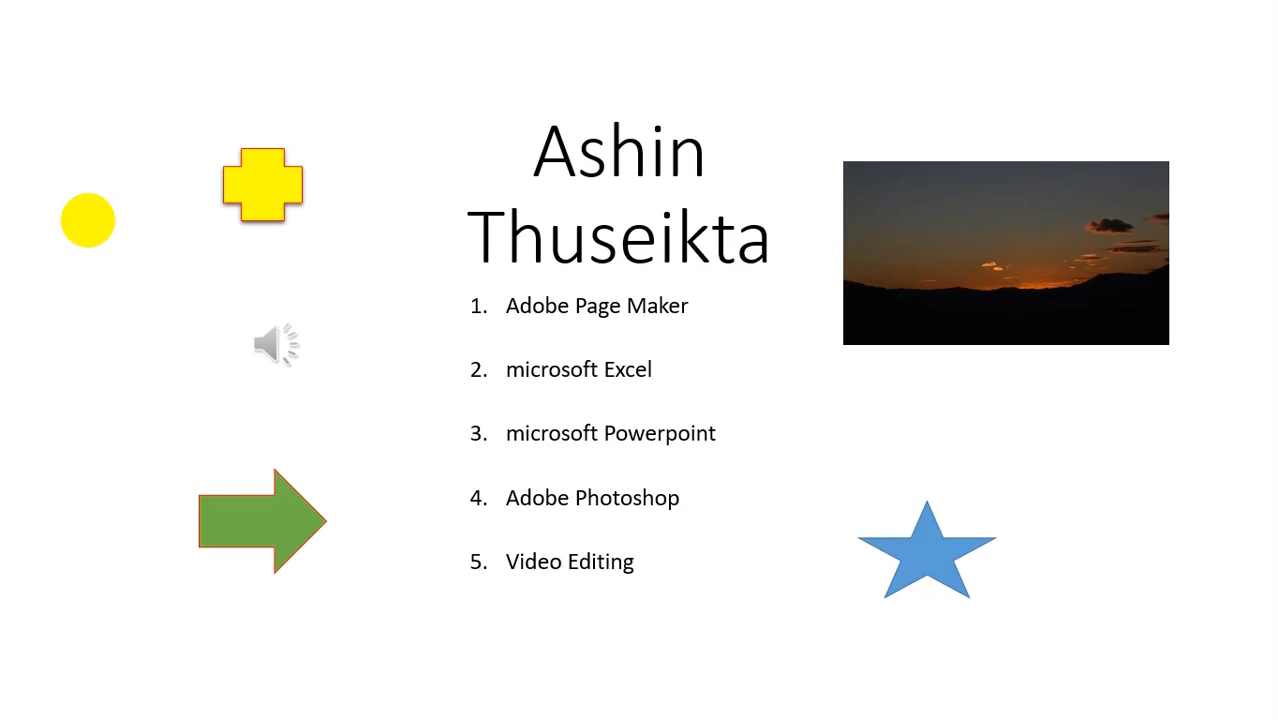 Ashin
Thuseikta
1. Adobe Page Maker
2. microsoft Excel
3. microsoft Powerpoint
4. Adobe Photoshop
5. Video Editing